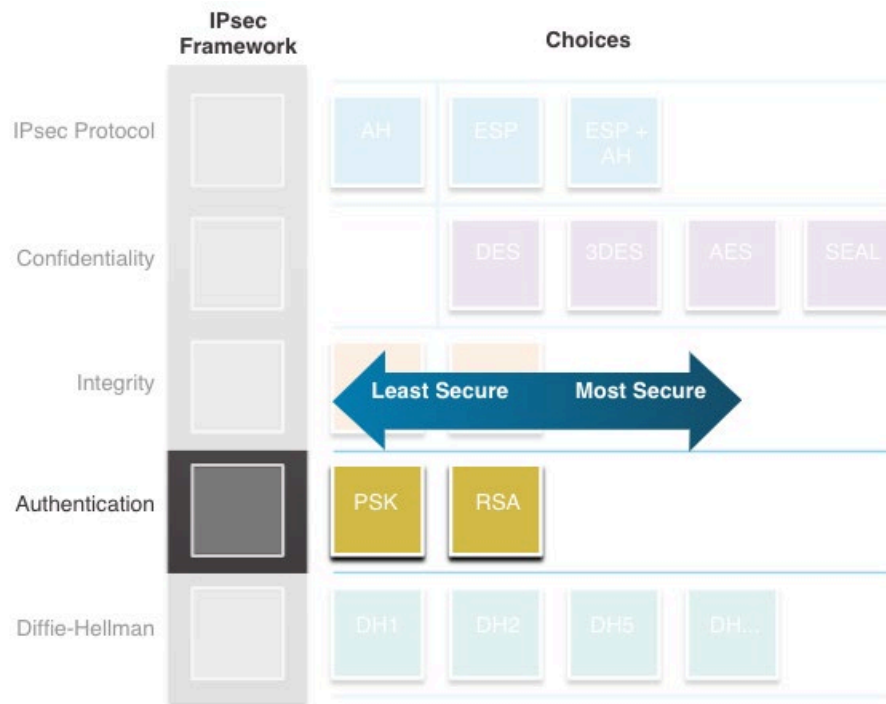 IPsec
Framework
Choices
IPsec Protocol
AH
ESP
ESP +
AH
Confidentiality
DES
3DES
AES
SEAL
Integrity
Least Secure
Most Secure
Authentication
PSK
RSA
Diffie-Hellman
DH1
DH2
DH5
DH...